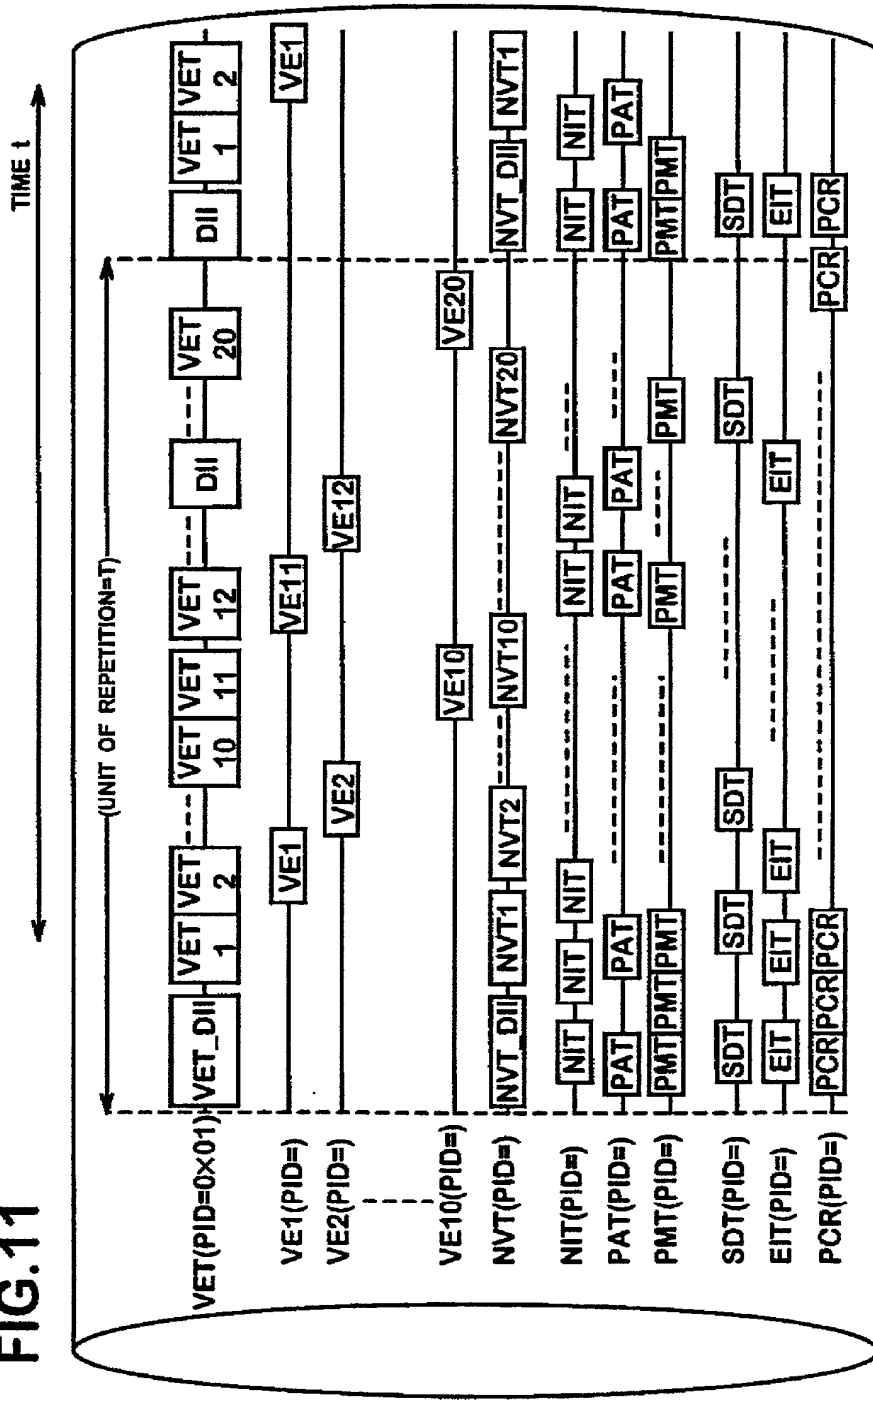 FIG.11
TIME t
(UNIT OF REPETITION=T)
VET(PID=0×01) VET_DII VET 1 VET 2 VET 10 VET 11 VET 12 DII VET 20 DII VET 1 VET 2
VE1(PID=) VE1 VE11 VE1
VE2(PID=) VE2 VE12
VE10(PID=) VE10 VE20
NVT(PID=) NVT_DII NVT1 NVT2 NVT10 NVT20 NVT_DII NVT1
NIT(PID=) NIT NIT NIT NIT NIT NIT NIT
PAT(PID=) PAT PAT PAT PAT PAT PAT
PMT(PID=) PMT PMT PMT PMT PMT PMT PMT
SDT(PID=) SDT SDT SDT SDT SDT
EIT(PID=) EIT EIT EIT EIT EIT
PCR(PID=) PCR PCR PCR PCR PCR